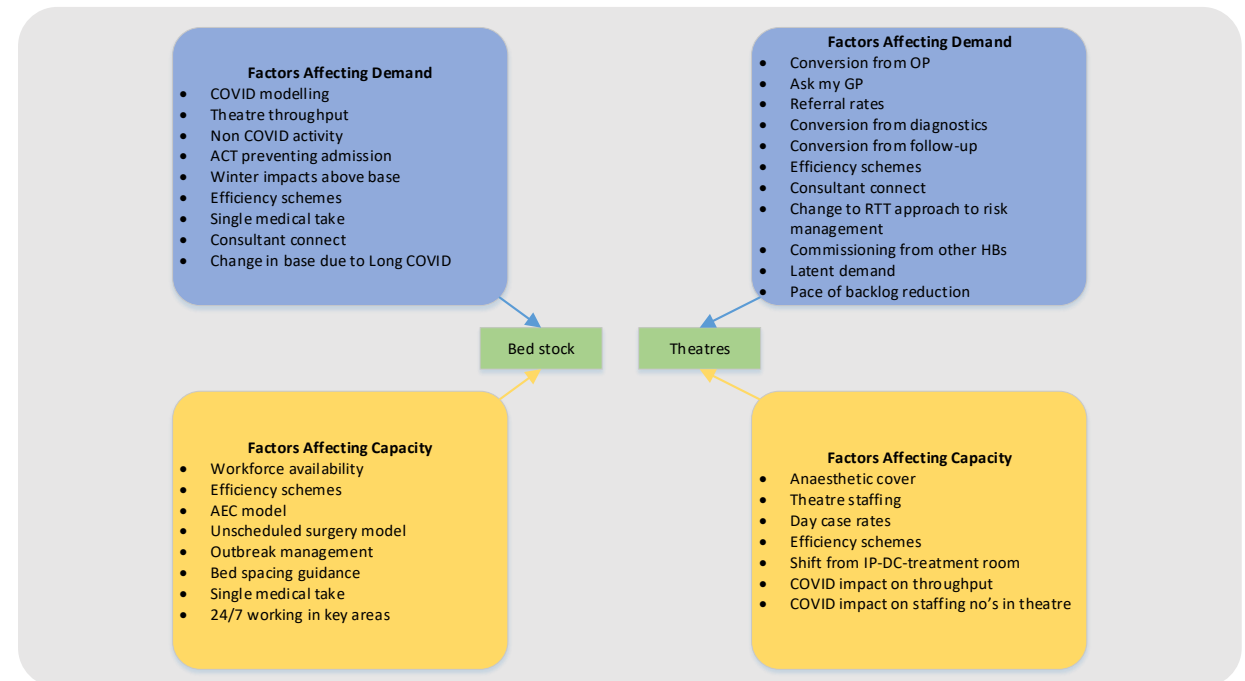 Factors Affecting Demand
• COVID modelling
• Theatre throughput
• Non COVID activity
• ACT preventing admission
• Winter impacts above base
• Efficiency schemes
• Single medical take
• Consultant connect
• Change in base due to Long COVID
Factors Affecting Demand
• Conversion from OP
• Ask my GP
• Referral rates
• Conversion from diagnostics
• Conversion from follow-up
• Efficiency schemes
• Consultant connect
• Change to RTT approach to risk
management
• Commissioning from other HBs
• Latent demand
• Pace of backlog reduction
Bed stock
Theatres
Factors Affecting Capacity
• Workforce availability
• Efficiency schemes
• AEC model
• Unscheduled surgery model
• Outbreak management
• Bed spacing guidance
• Single medical take
• 24/7 working in key areas
Factors Affecting Capacity
• Anaesthetic cover
• Theatre staffing
• Day case rates
• Efficiency schemes
• Shift from IP-DC-treatment room
• COVID impact on throughput
• COVID impact on staffing no’s in theatre